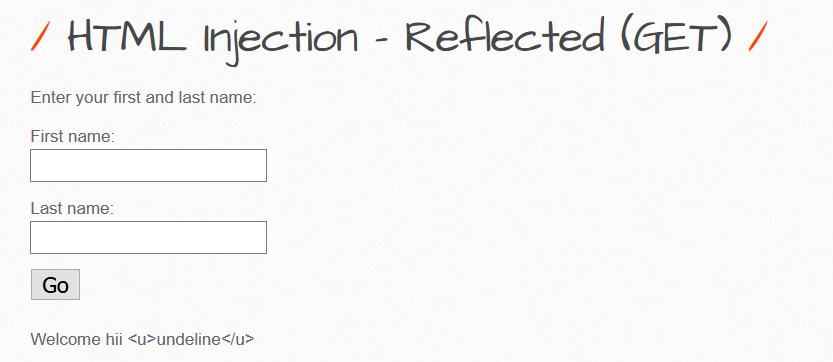 / HTML Injection - Reflected (GET) /
Enter your first and last name:
First name:
Last name:
Go
Welcome hii <u>undeline</u>